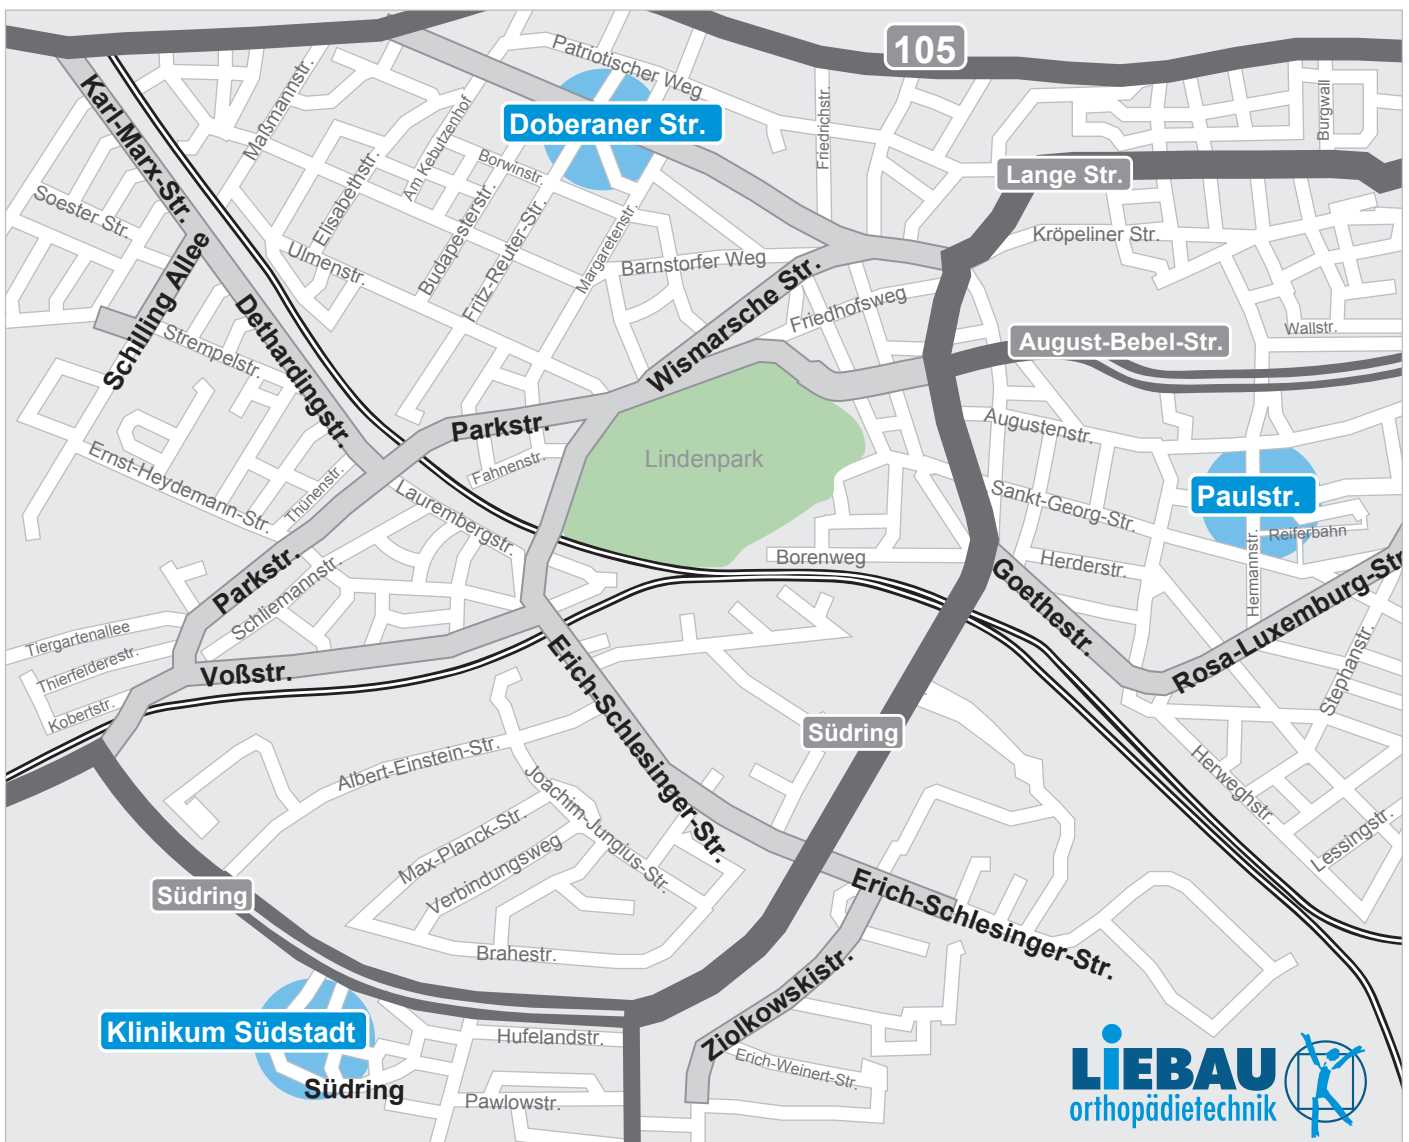 105
Patriotischer Weg
Karl-Marx-Str.
Maßmannstr.
Am Kebutzenhof
Doberaner Str.
Friedrichstr.
Burgwall
Borwinstr.
Elisabethstr.
Lange Str.
Soester Str.
Budapesterstr.
Fritz-Reuter-Str.
Margaretenstr.
Kröpeliner Str.
Ulmenstr.
Barnstorfer Weg
Schilling Allee
Wismarsche Str.
Friedhofsweg
Dethardingstr.
Wallstr.
Strempelstr.
August-Bebel-Str.
Parkstr.
Augustenstr.
Lindenpark
Fahnenstr.
Ernst-Heydemann-Str.
Thünenstr.
Laurembergstr.
Sankt-Georg-Str.
Paulstr.
Reiferbahn
Hermannstr.
Borenweg
Herderstr.
Parkstr.
Schliemannstr.
Goethestr.
Rosa-Luxemburg-Str
Tiergartenallee
Thierfelderestr.
Voßstr.
Stephanstr.
Kobertstr.
Erich-Schlesinger-Str.
Südring
Albert-Einstein-Str.
Joachim-Jungius-Str.
Herweghstr.
Max-Planck-Str.
Verbindungsweg
Lessingstr.
Südring
Erich-Schlesinger-Str.
Brahestr.
Ziolkowskistr.
Klinikum Südstadt
Hufelandstr.
Erich-Weinert-Str.
Südring
Pawlowstr.
LiEBAU
orthopädietechnik